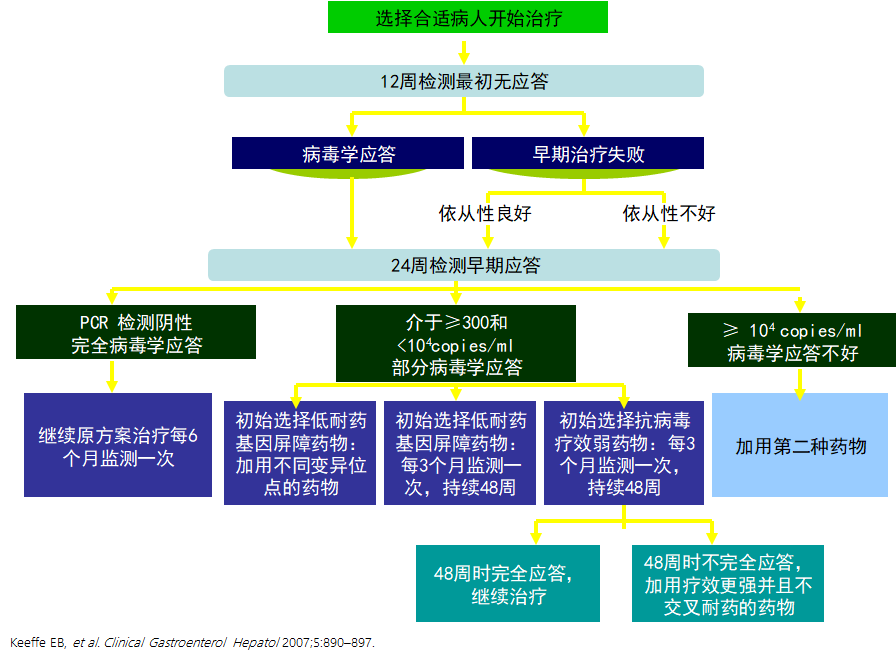 选择合适病人开始治疗
12周检测最初无应答
病毒学应答
早期治疗失败
依从性良好
依从性不好
24周检测早期应答
PCR 检测阴性
完全病毒学应答
介于≥300和
<10⁴copies/ml
部分病毒学应答
≥ 10⁴ copies/ml
病毒学应答不好
继续原方案治疗每6
个月监测一次
初始选择低耐药
基因屏障药物：
加用不同变异位
点的药物
初始选择低耐药
基因屏障药物：
每3个月监测一
次，持续48周
初始选择抗病毒
疗效弱药物：每3
个月监测一次，
持续48周
加用第二种药物
48周时完全应答，
继续治疗
48周时不完全应答，
加用疗效更强并且不
交叉耐药的药物
Keeffe EB, et al. Clinical Gastroenterol Hepatol 2007;5:890–897.